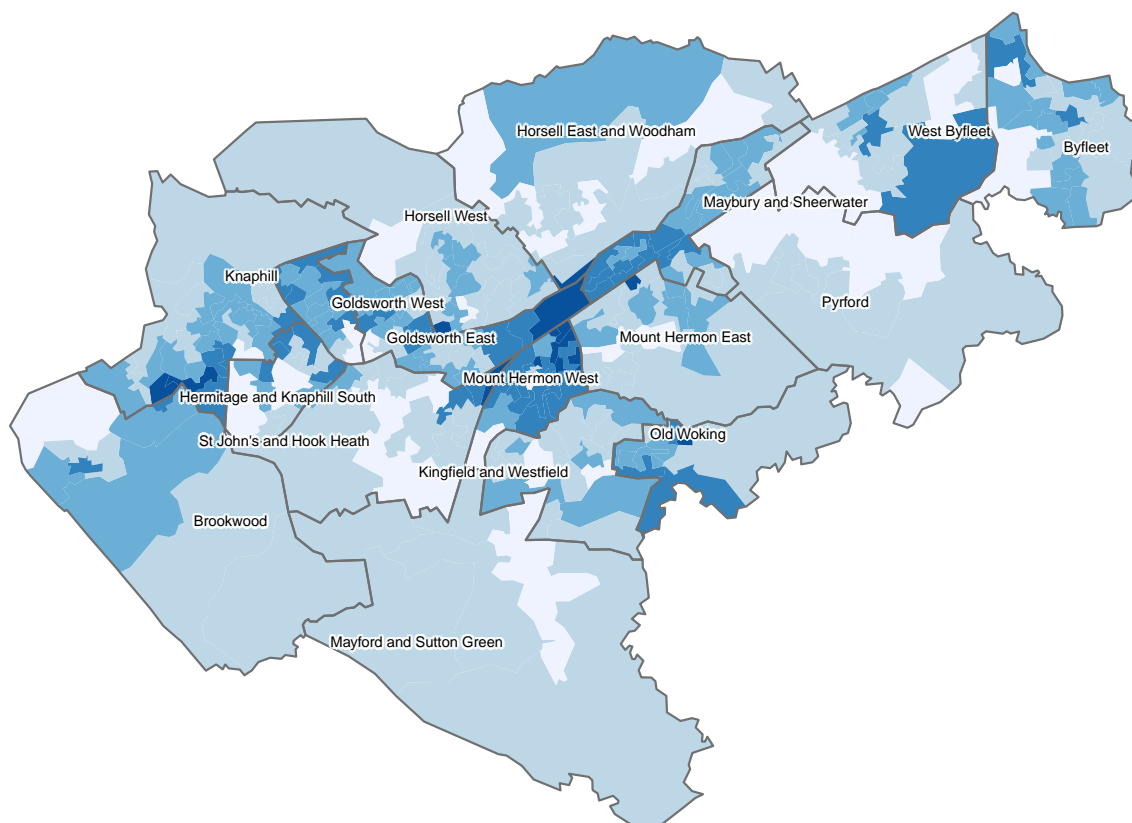 Horsell East and Woodham
West Byfleet
Byfleet
Maybury and Sheerwater
Horsell West
Knaphill
Goldsworth West
Pyrford
Goldsworth East
Mount Hermon East
Mount Hermon West
Hermitage and Knaphill South
Old Woking
St John's and Hook Heath
Kingfield and Westfield
Brookwood
Mayford and Sutton Green